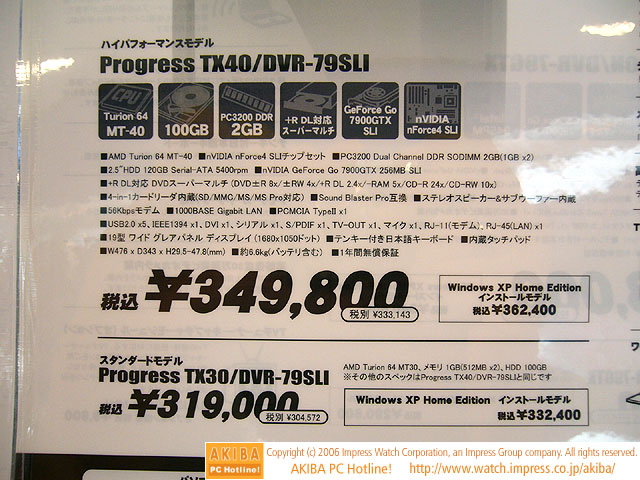 ハイパフォーマンスモデル
Progress TX40/DVR-79SLI
CPU
Turion 64
MT-40
100GB
PC3200 DDR
2GB
+R DL対応
スーパーマルチ
GeForce Go
7900GTX
SLI
nVIDIA
nForce4 SLI
■AMD Turion 64 MT-40 ■nVIDIA nForce4 SLIチップセット ■PC3200 Dual Channel DDR SODIMM 2GB(1GB x2)
■2.5"HDD 120GB Serial-ATA 5400rpm ■nVIDIA GeForce Go 7900GTX 256MB SLI
■+R DL対応 DVDスーパーマルチ (DVD±R 8x/±RW 4x/+R DL 2.4x/-RAM 5x/CD-R 24x/CD-RW 10x)
■4-in-1カードリーダ内蔵(SD/MMC/MS/MS Pro対応) ■Sound Blaster Pro互換 ■ステレオスピーカー&サブウーファー内蔵
■56Kbpsモデム ■1000BASE Gigabit LAN ■PCMCIA TypeII x1
■USB2.0 x5、IEEE1394 x1、DVI x1、シリアル x1、S/PDIF x1、TV-OUT x1、マイク x1、RJ-11(モデム)、RJ-45(LAN) x1
■19型 ワイド グレアパネル ディスプレイ (1680x1050ドット) ■テンキー付き日本語キーボード ■内蔵タッチパッド
■W476 x D343 x H29.5-47.8(mm) ■約6.6kg(バッテリ含む) ■1年間無償保証
税込 ¥349,800
税別 ¥333,143
Windows XP Home Edition
インストールモデル
税込¥362,400
スタンダードモデル
Progress TX30/DVR-79SLI
AMD Turion 64 MT30、メモリ 1GB(512MB x2)、HDD 100GB
※その他のスペックはProgress TX40/DVR-79SLIと同じです
税込 ¥319,000
税別 ¥304,572
Windows XP Home Edition インストールモデル
税込¥332,400
AKIBA
PC Hotline!
Copyright (c) 2006 Impress Watch Corporation, an Impress Group company. All rights reserved.
AKIBA PC Hotline! http://www.watch.impress.co.jp/akiba/